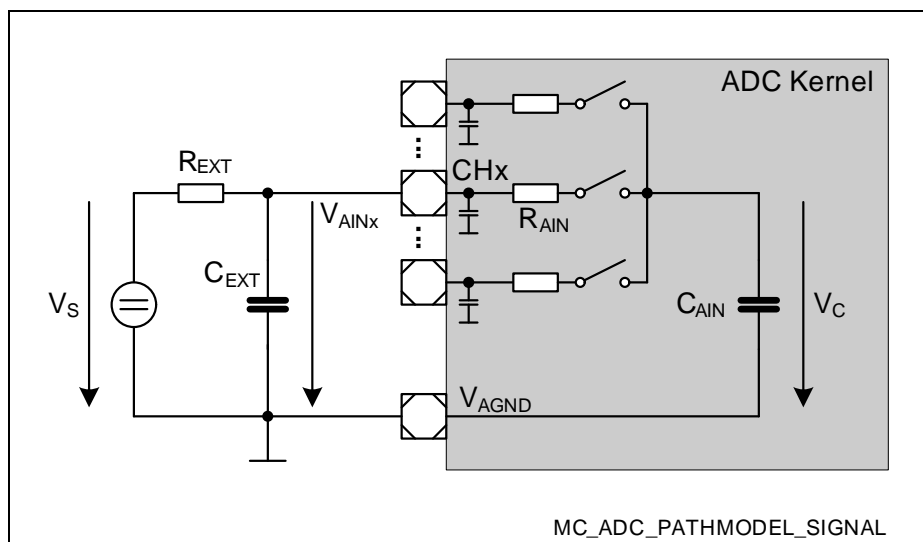 ADC Kernel
REXT
CHx
VAINx
RAIN
CEXT
VS
CAIN
VC
VAGND
MC_ADC_PATHMODEL_SIGNAL